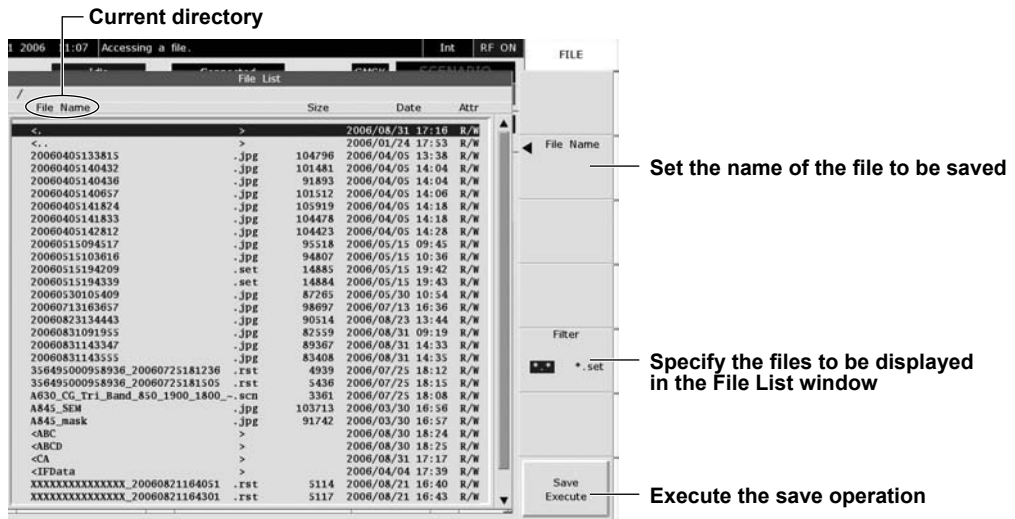 Current directory
1 2006 11:07 Accessing a file. Int RF ON
FILE
File List
/
File Name Size Date Attr
<. > 2006/08/31 17:16 R/W
<.. > 2006/01/24 17:53 R/W
20060405133815 .jpg 104796 2006/04/05 13:38 R/W
20060405140432 .jpg 101481 2006/04/05 14:04 R/W
20060405140436 .jpg 91893 2006/04/05 14:04 R/W
20060405140657 .jpg 101512 2006/04/05 14:06 R/W
20060405141824 .jpg 105919 2006/04/05 14:18 R/W
20060405141833 .jpg 104478 2006/04/05 14:18 R/W
20060405142812 .jpg 104423 2006/04/05 14:28 R/W
20060515094517 .jpg 95518 2006/05/15 09:45 R/W
20060515103616 .jpg 94807 2006/05/15 10:36 R/W
20060515194209 .set 14885 2006/05/15 19:42 R/W
20060515194339 .set 14884 2006/05/15 19:43 R/W
20060530105409 .jpg 87265 2006/05/30 10:54 R/W
20060713163657 .jpg 98697 2006/07/13 16:36 R/W
20060823134443 .jpg 90514 2006/08/23 13:44 R/W
20060831091955 .jpg 82559 2006/08/31 09:19 R/W
20060831143347 .jpg 89367 2006/08/31 14:33 R/W
20060831143555 .jpg 83408 2006/08/31 14:35 R/W
356495000958936_20060725181236 .rst 4939 2006/07/25 18:12 R/W
356495000958936_20060725181505 .rst 5436 2006/07/25 18:15 R/W
A630_CG_Tri_Band_850_1900_1800_~.scn 3361 2006/07/25 18:08 R/W
A845_SEM .jpg 103713 2006/03/30 16:56 R/W
A845_mask .jpg 91742 2006/03/30 16:57 R/W
<ABC > 2006/08/30 18:24 R/W
<ABCD > 2006/08/30 18:25 R/W
<CA > 2006/08/31 17:17 R/W
<IFData > 2006/04/04 17:39 R/W
XXXXXXXXXXXXXXX_20060821164051 .rst 5114 2006/08/21 16:40 R/W
XXXXXXXXXXXXXXX_20060821164301 .rst 5117 2006/08/21 16:43 R/W
File Name
Set the name of the file to be saved
Filter
*.* *.set
Specify the files to be displayed
in the File List window
Save
Execute
Execute the save operation